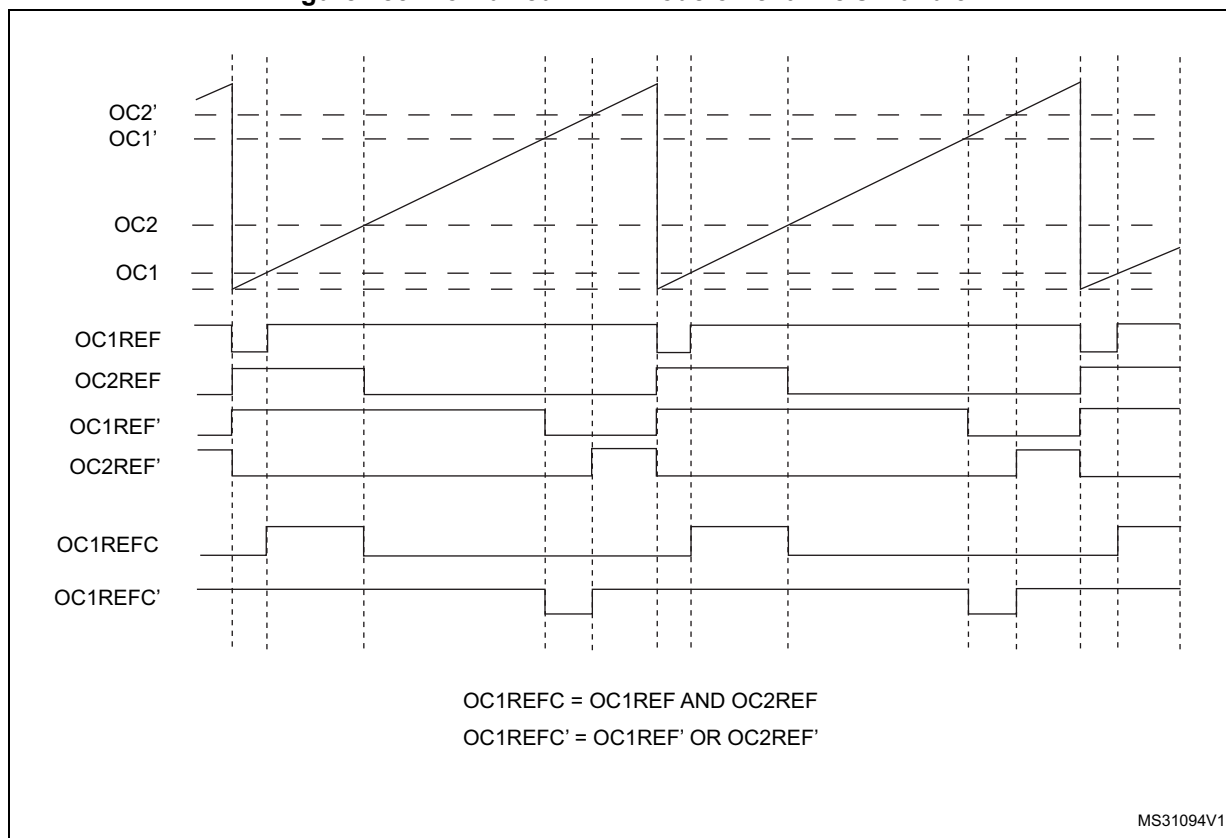 OC2’
OC1’
OC2
OC1
OC1REF
OC2REF
OC1REF’
OC2REF’
OC1REFC
OC1REFC’
OC1REFC = OC1REF AND OC2REF
OC1REFC’ = OC1REF’ OR OC2REF’
MS31094V1